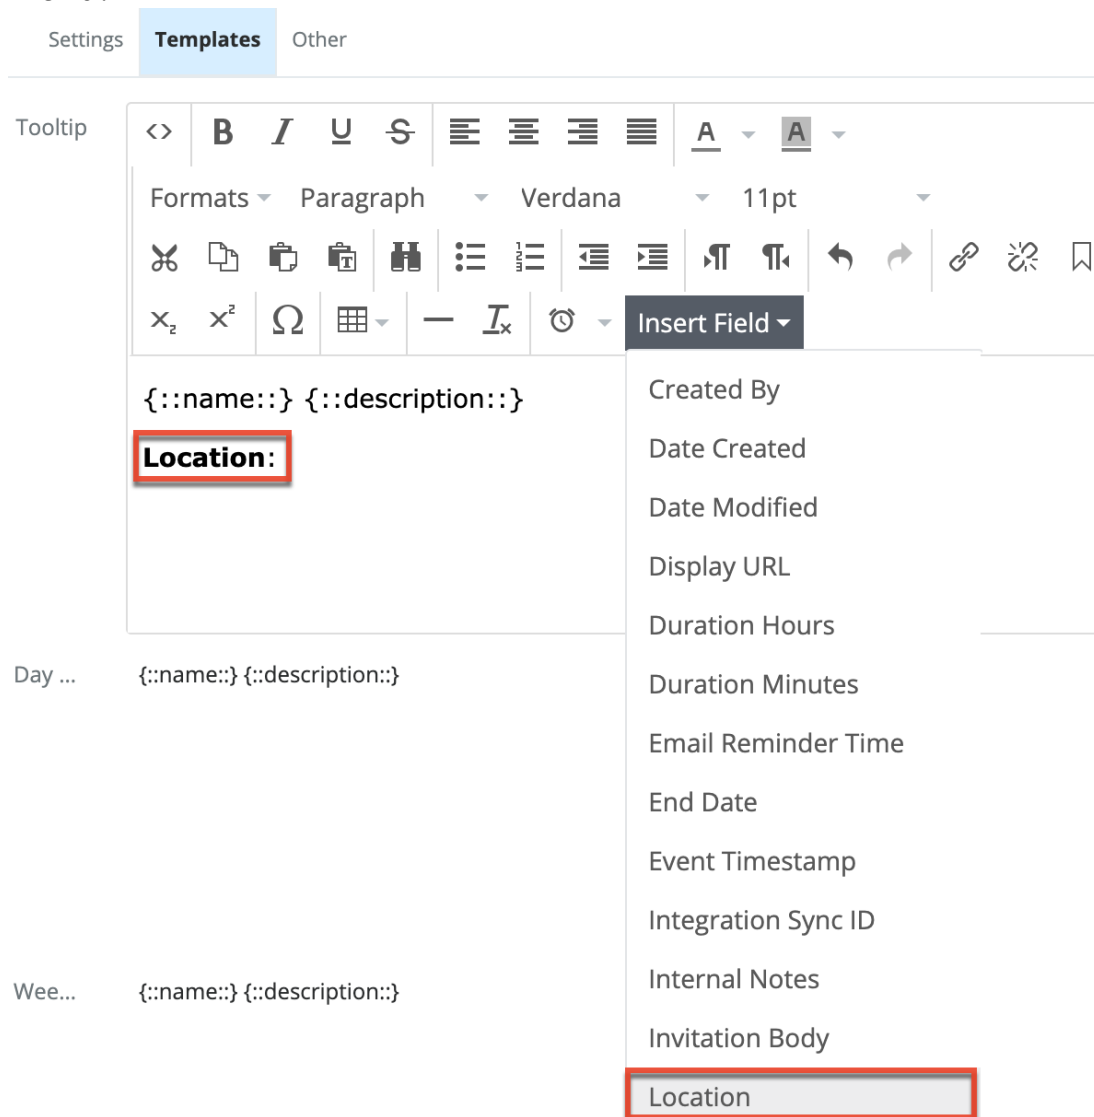 Settings Templates Other
Tooltip
Formats Paragraph Verdana 11pt
Insert Field
{::name::} {::description::}
Location:
Created By
Date Created
Date Modified
Display URL
Duration Hours
Duration Minutes
Email Reminder Time
End Date
Event Timestamp
Integration Sync ID
Internal Notes
Invitation Body
Location
Day ... {::name::} {::description::}
Wee... {::name::} {::description::}